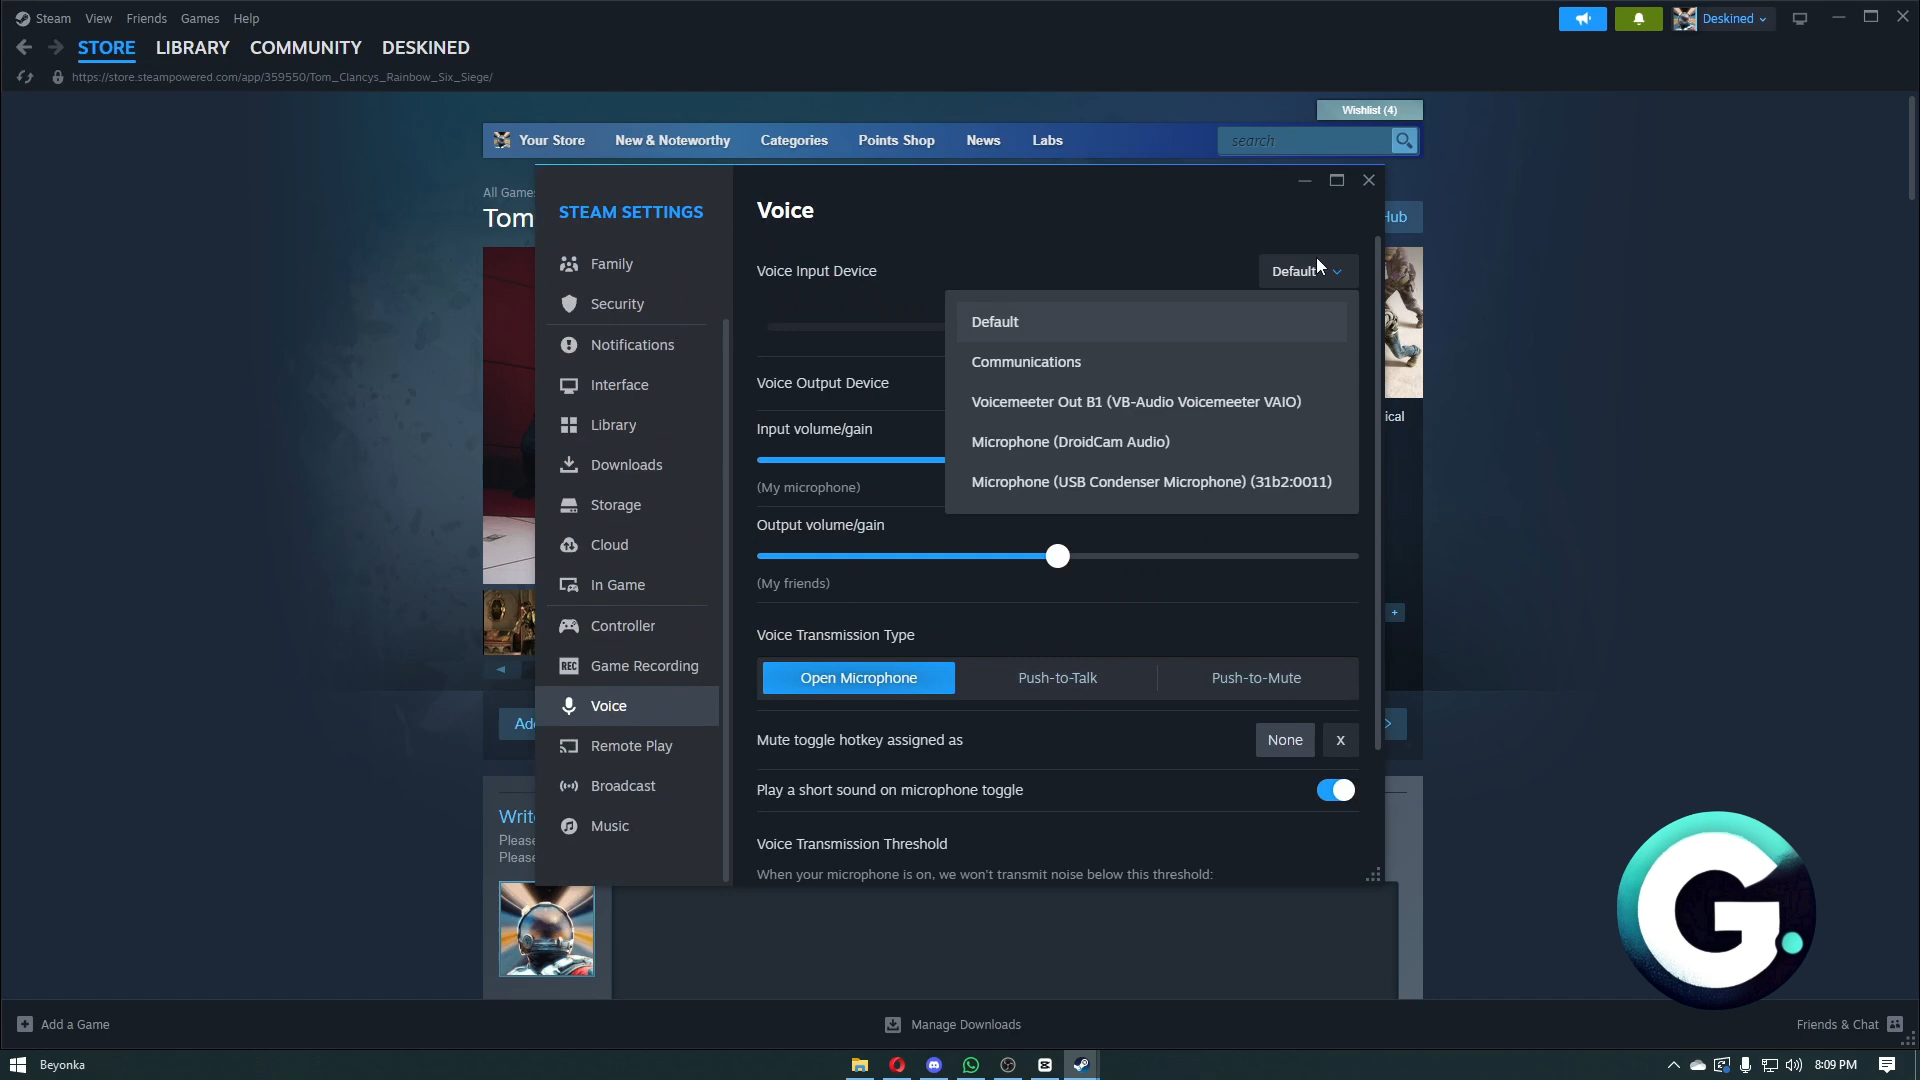 Steam View Friends Games Help
Deskined
STORE LIBRARY COMMUNITY DESKINED
https://store.steampowered.com/app/359550/Tom_Clancys_Rainbow_Six_Siege/
Wishlist (4)
Your Store New & Noteworthy Categories Points Shop News Labs
search
All Games
Tom
Hub
STEAM SETTINGS
Family
Security
Notifications
Interface
Library
Downloads
Storage
Cloud
In Game
Controller
REC Game Recording
Voice
Remote Play
Broadcast
Music
Voice
Voice Input Device
Default
Default
Communications
Voicemeeter Out B1 (VB-Audio Voicemeeter VAIO)
Microphone (DroidCam Audio)
Microphone (USB Condenser Microphone) (31b2:0011)
Voice Output Device
Input volume/gain
(My microphone)
Output volume/gain
(My friends)
Voice Transmission Type
Open Microphone Push-to-Talk Push-to-Mute
Mute toggle hotkey assigned as
None X
Play a short sound on microphone toggle
Voice Transmission Threshold
When your microphone is on, we won't transmit noise below this threshold:
ical
Add
Write
Please
Please
G
Add a Game
Manage Downloads
Friends & Chat
Beyonka
8:09 PM